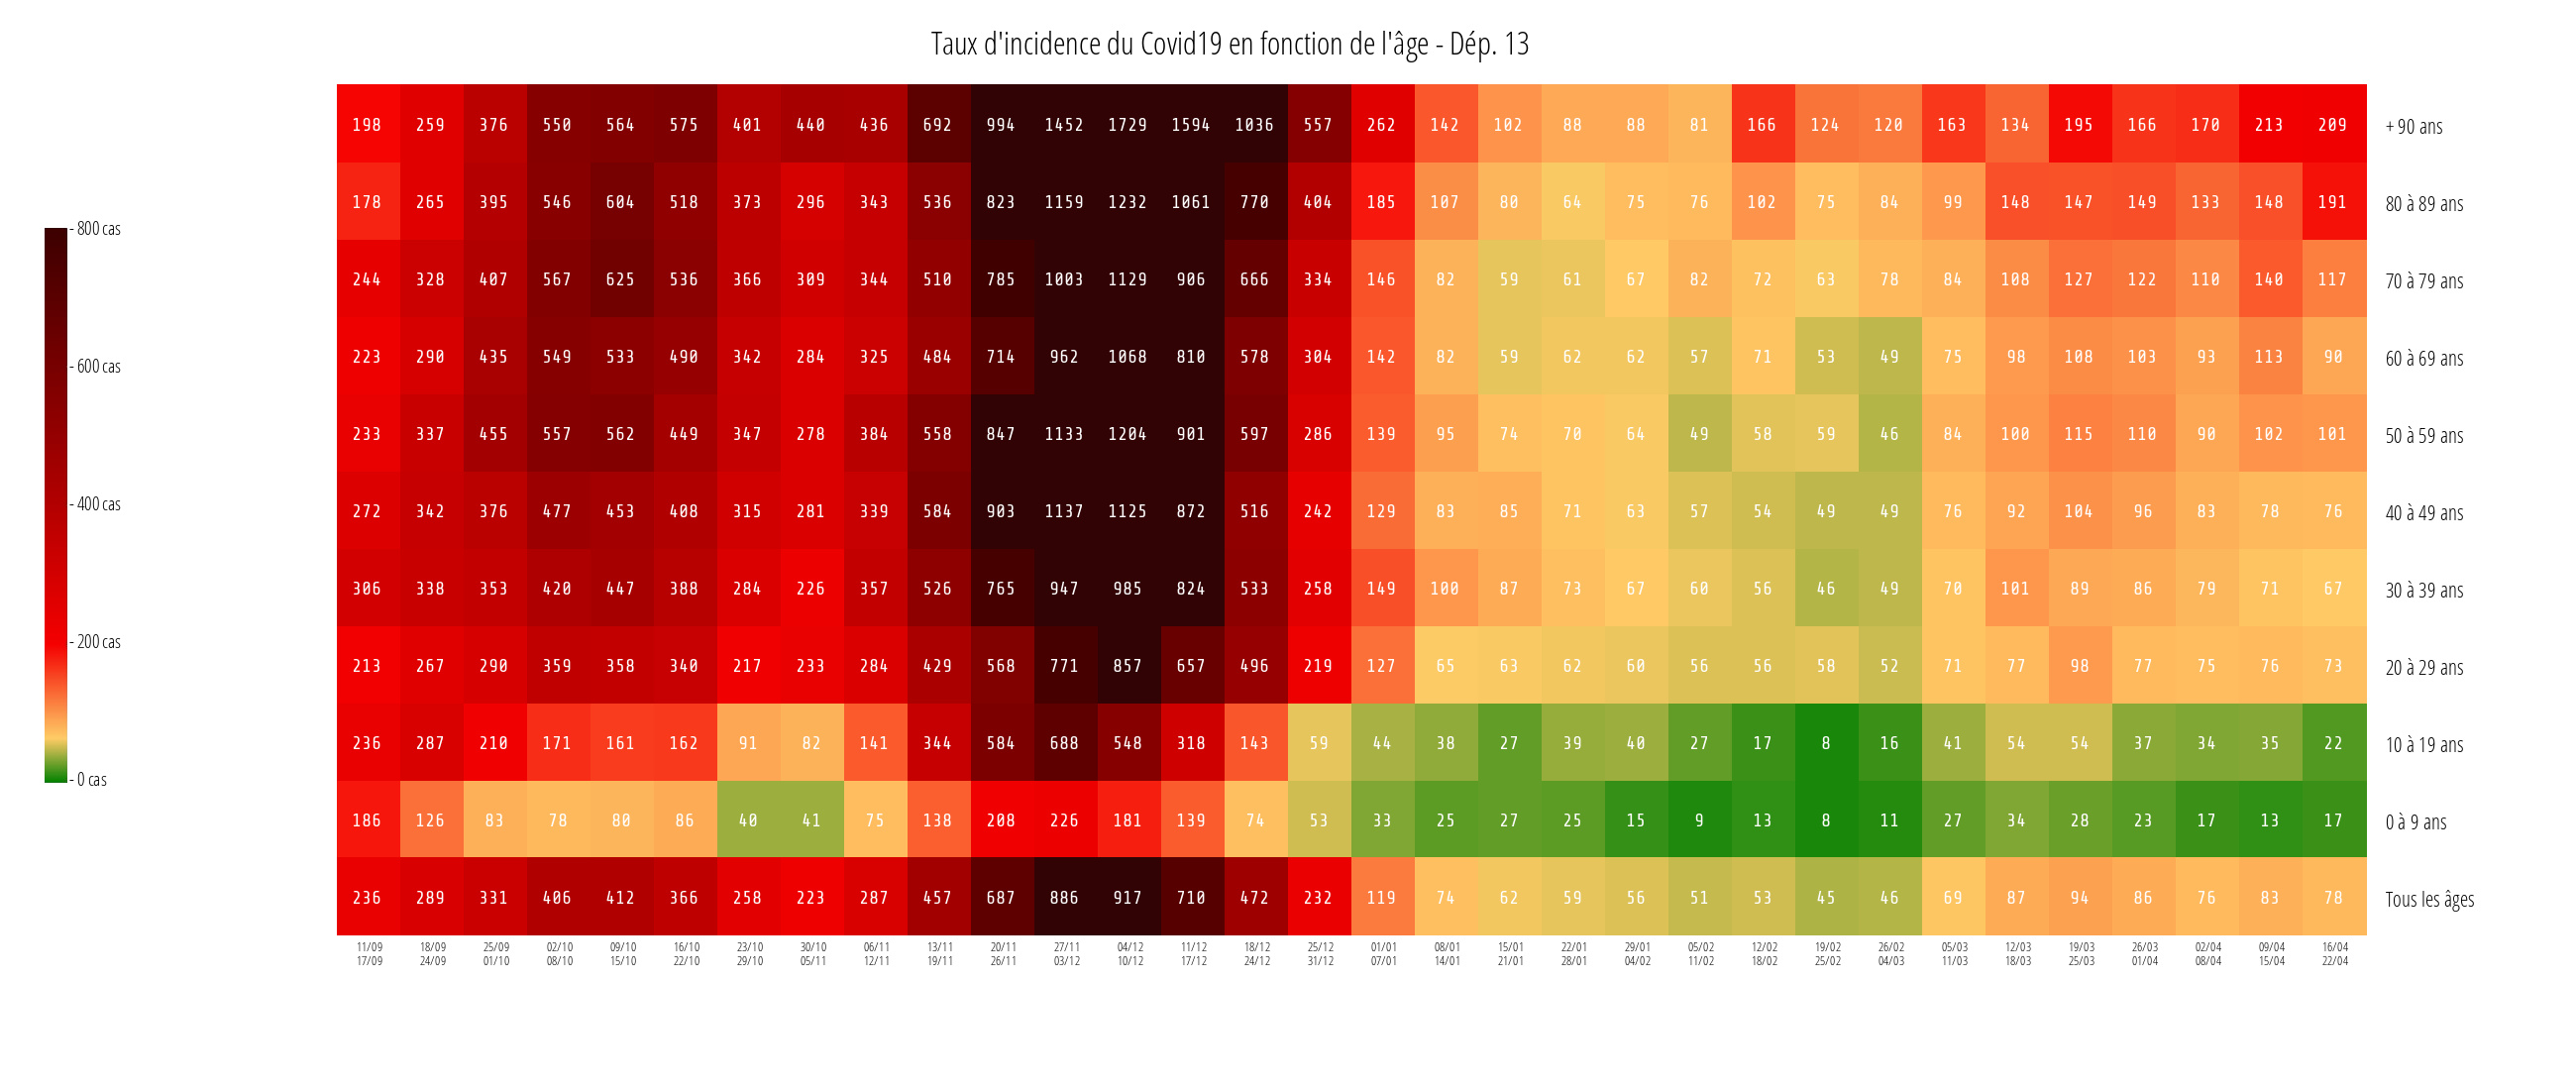 Taux d'incidence du Covid19 en fonction de l'âge - Dép. 13
198 259 376 550 564 575 401 440 436 692 994 1452 1729 1594 1036 557 262 142 102 88 88 81 166 124 120 163 134 195 166 170 213 209 + 90 ans
178 265 395 546 604 518 373 296 343 536 823 1159 1232 1061 770 404 185 107 80 64 75 76 102 75 84 99 148 147 149 133 148 191 80 à 89 ans
244 328 407 567 625 536 366 309 344 510 785 1003 1129 906 666 334 146 82 59 61 67 82 72 63 78 84 108 127 122 110 140 117 70 à 79 ans
223 290 435 549 533 490 342 284 325 484 714 962 1068 810 578 304 142 82 59 62 62 57 71 53 49 75 98 108 103 93 113 90 60 à 69 ans
233 337 455 557 562 449 347 278 384 558 847 1133 1204 901 597 286 139 95 74 70 64 49 58 59 46 84 100 115 110 90 102 101 50 à 59 ans
272 342 376 477 453 408 315 281 339 584 903 1137 1125 872 516 242 129 83 85 71 63 57 54 49 49 76 92 104 96 83 78 76 40 à 49 ans
306 338 353 420 447 388 284 226 357 526 765 947 985 824 533 258 149 100 87 73 67 60 56 46 49 70 101 89 86 79 71 67 30 à 39 ans
213 267 290 359 358 340 217 233 284 429 568 771 857 657 496 219 127 65 63 62 60 56 56 58 52 71 77 98 77 75 76 73 20 à 29 ans
236 287 210 171 161 162 91 82 141 344 584 688 548 318 143 59 44 38 27 39 40 27 17 8 16 41 54 54 37 34 35 22 10 à 19 ans
186 126 83 78 80 86 40 41 75 138 208 226 181 139 74 53 33 25 27 25 15 9 13 8 11 27 34 28 23 17 13 17 0 à 9 ans
236 289 331 406 412 366 258 223 287 457 687 886 917 710 472 232 119 74 62 59 56 51 53 45 46 69 87 94 86 76 83 78 Tous les âges
11/09 18/09 25/09 02/10 09/10 16/10 23/10 30/10 06/11 13/11 20/11 27/11 04/12 11/12 18/12 25/12 01/01 08/01 15/01 22/01 29/01 05/02 12/02 19/02 26/02 05/03 12/03 19/03 26/03 02/04 09/04 16/04
17/09 24/09 01/10 08/10 15/10 22/10 29/10 05/11 12/11 19/11 26/11 03/12 10/12 17/12 24/12 31/12 07/01 14/01 21/01 28/01 04/02 11/02 18/02 25/02 04/03 11/03 18/03 25/03 01/04 08/04 15/04 22/04
- 800 cas
- 600 cas
- 400 cas
- 200 cas
- 0 cas